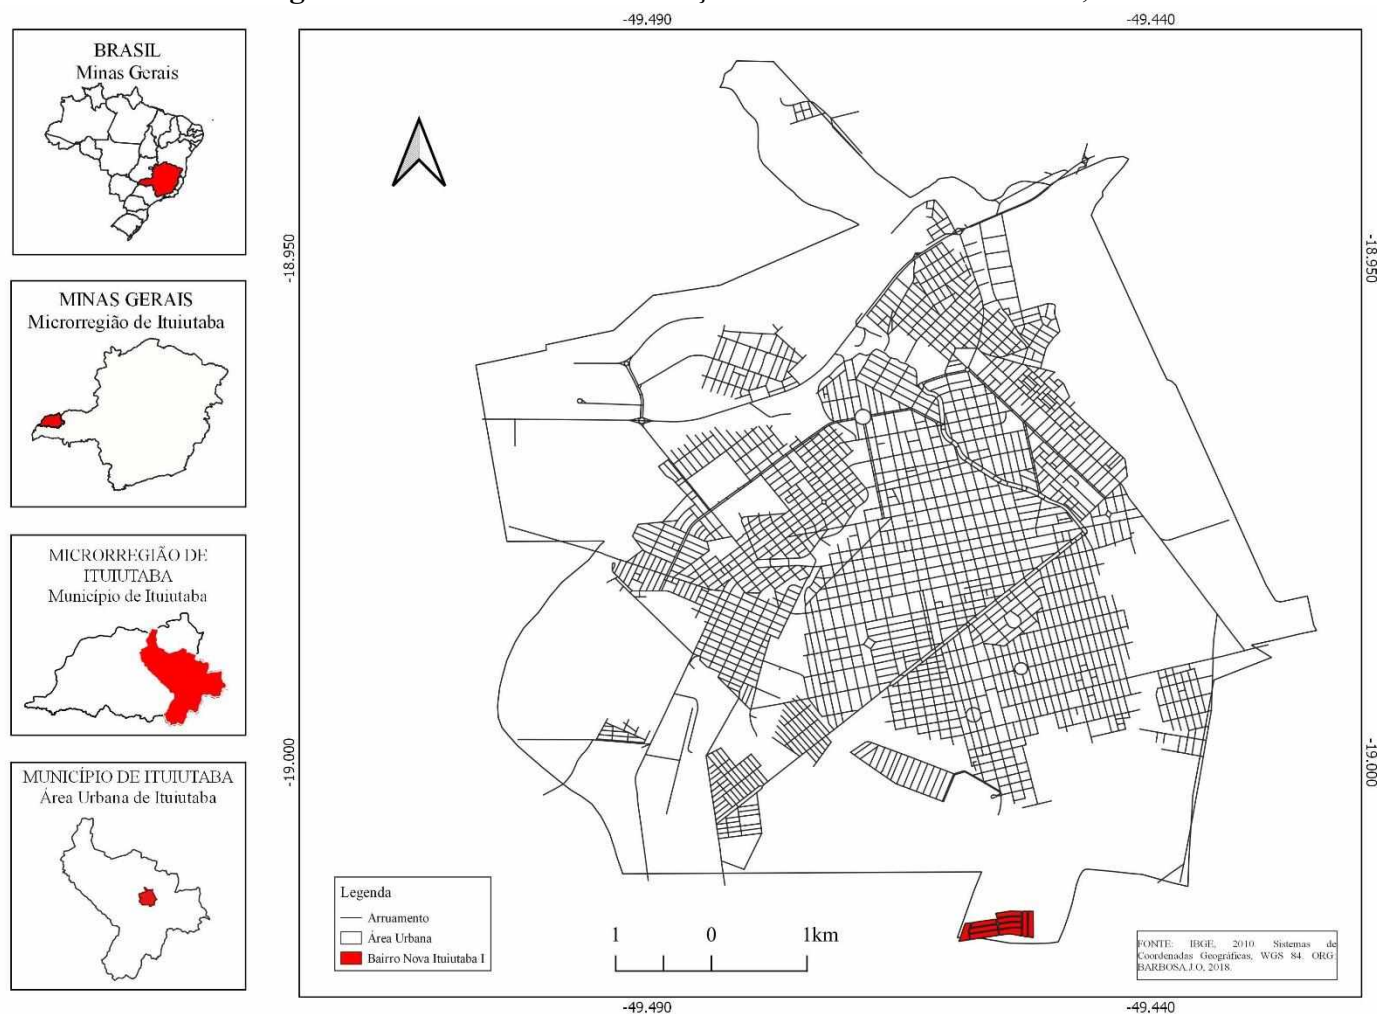 BRASIL
Minas Gerais
MINAS GERAIS
Microrregião de Ituiutaba
MICRORREGIÃO DE
ITUIUTABA
Município de Ituiutaba
MUNICÍPIO DE ITUIUTABA
Área Urbana de Ituiutaba
-49.490
-49.440
-18.950
-18.950
-19.000
-19.000
Legenda
Arruamento
Área Urbana
Bairro Nova Ituiutaba I
1 0 1km
FONTE: IBGE, 2010. Sistemas de
Coordenadas Geográficas, WGS 84. ORG:
BARBOSA.J.O, 2018.
-49.490
-49.440